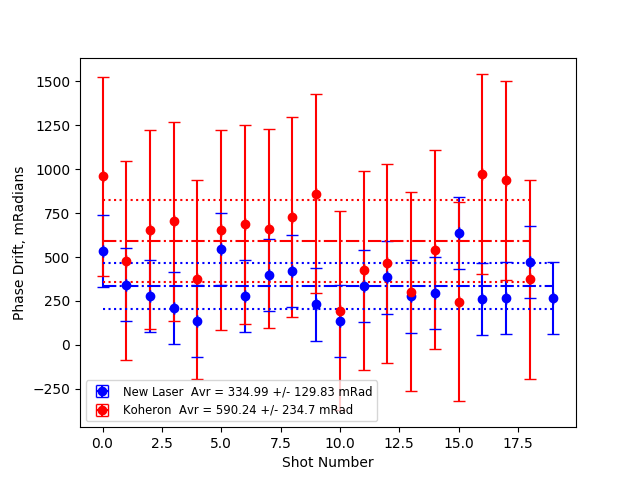 1500
1250
1000
750
500
250
0
−250
Phase Drift, mRadians
New Laser  Avr = 334.99 +/- 129.83 mRad
Koheron  Avr = 590.24 +/- 234.7 mRad
0.0 2.5 5.0 7.5 10.0 12.5 15.0 17.5
Shot Number